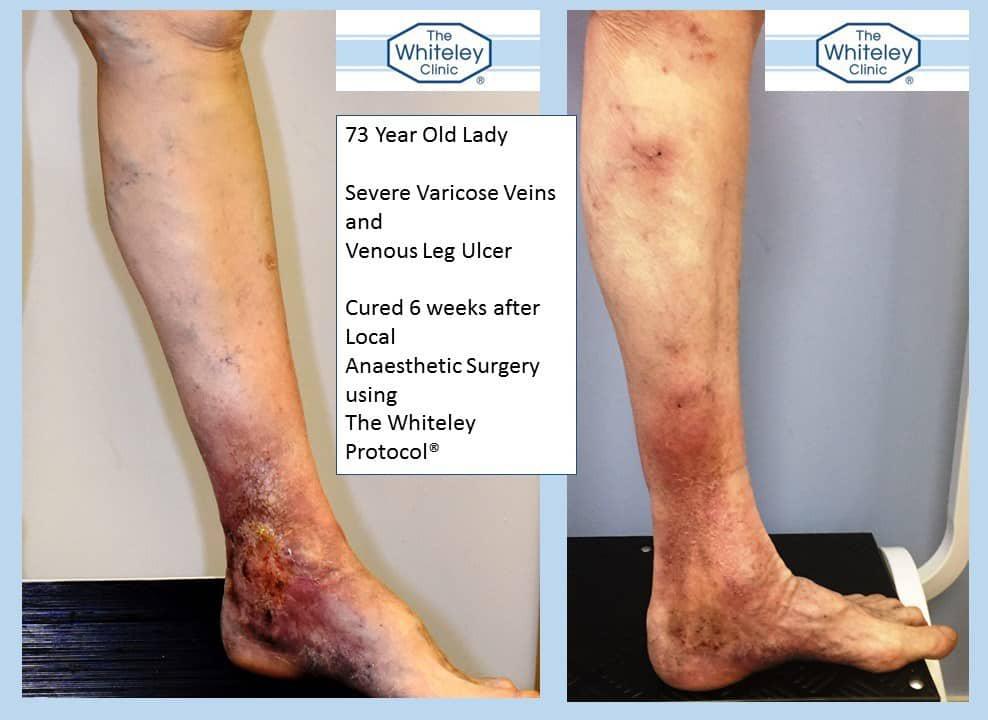 The
Whiteley
Clinic
®
The
Whiteley
Clinic
®
73 Year Old Lady
Severe Varicose Veins
and
Venous Leg Ulcer
Cured 6 weeks after
Local
Anaesthetic Surgery
using
The Whiteley
Protocol®